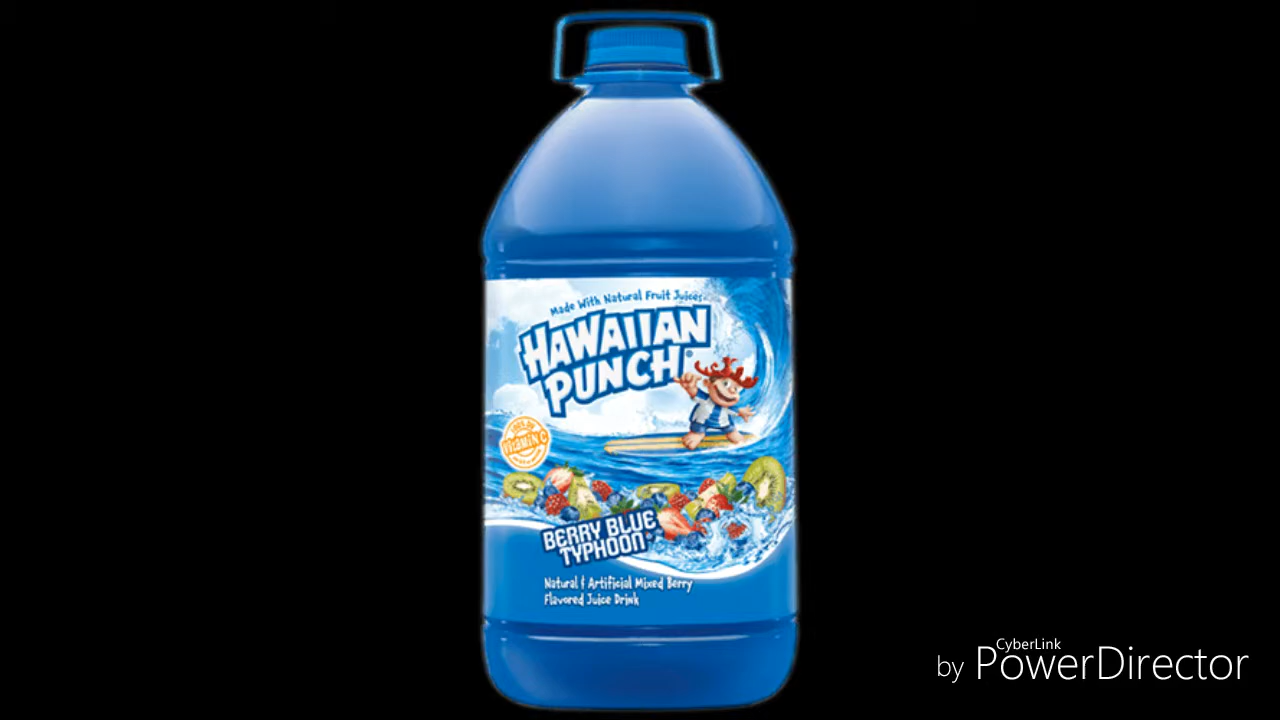 Made With Natural Fruit Juices
HAWAIIAN
PUNCH®
VITAMIN C
BERRY BLUE
TYPHOON®
Natural & Artificial Mixed Berry
Flavored Juice Drink
CyberLink
by PowerDirector